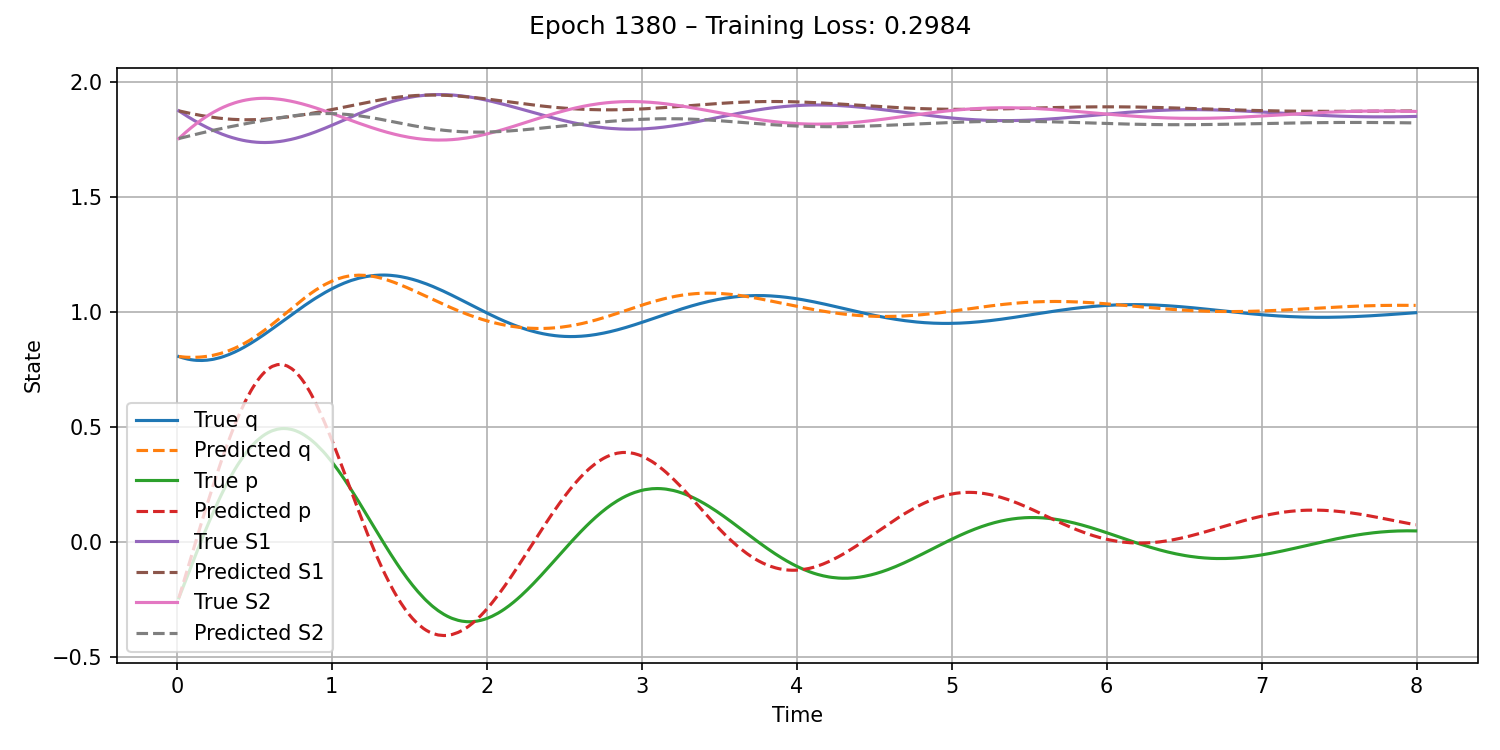 Epoch 1380 – Training Loss: 0.2984
2.0
1.5
1.0
0.5
0.0
−0.5
State
True q
Predicted q
True p
Predicted p
True S1
Predicted S1
True S2
Predicted S2
0 1 2 3 4 5 6 7 8
Time